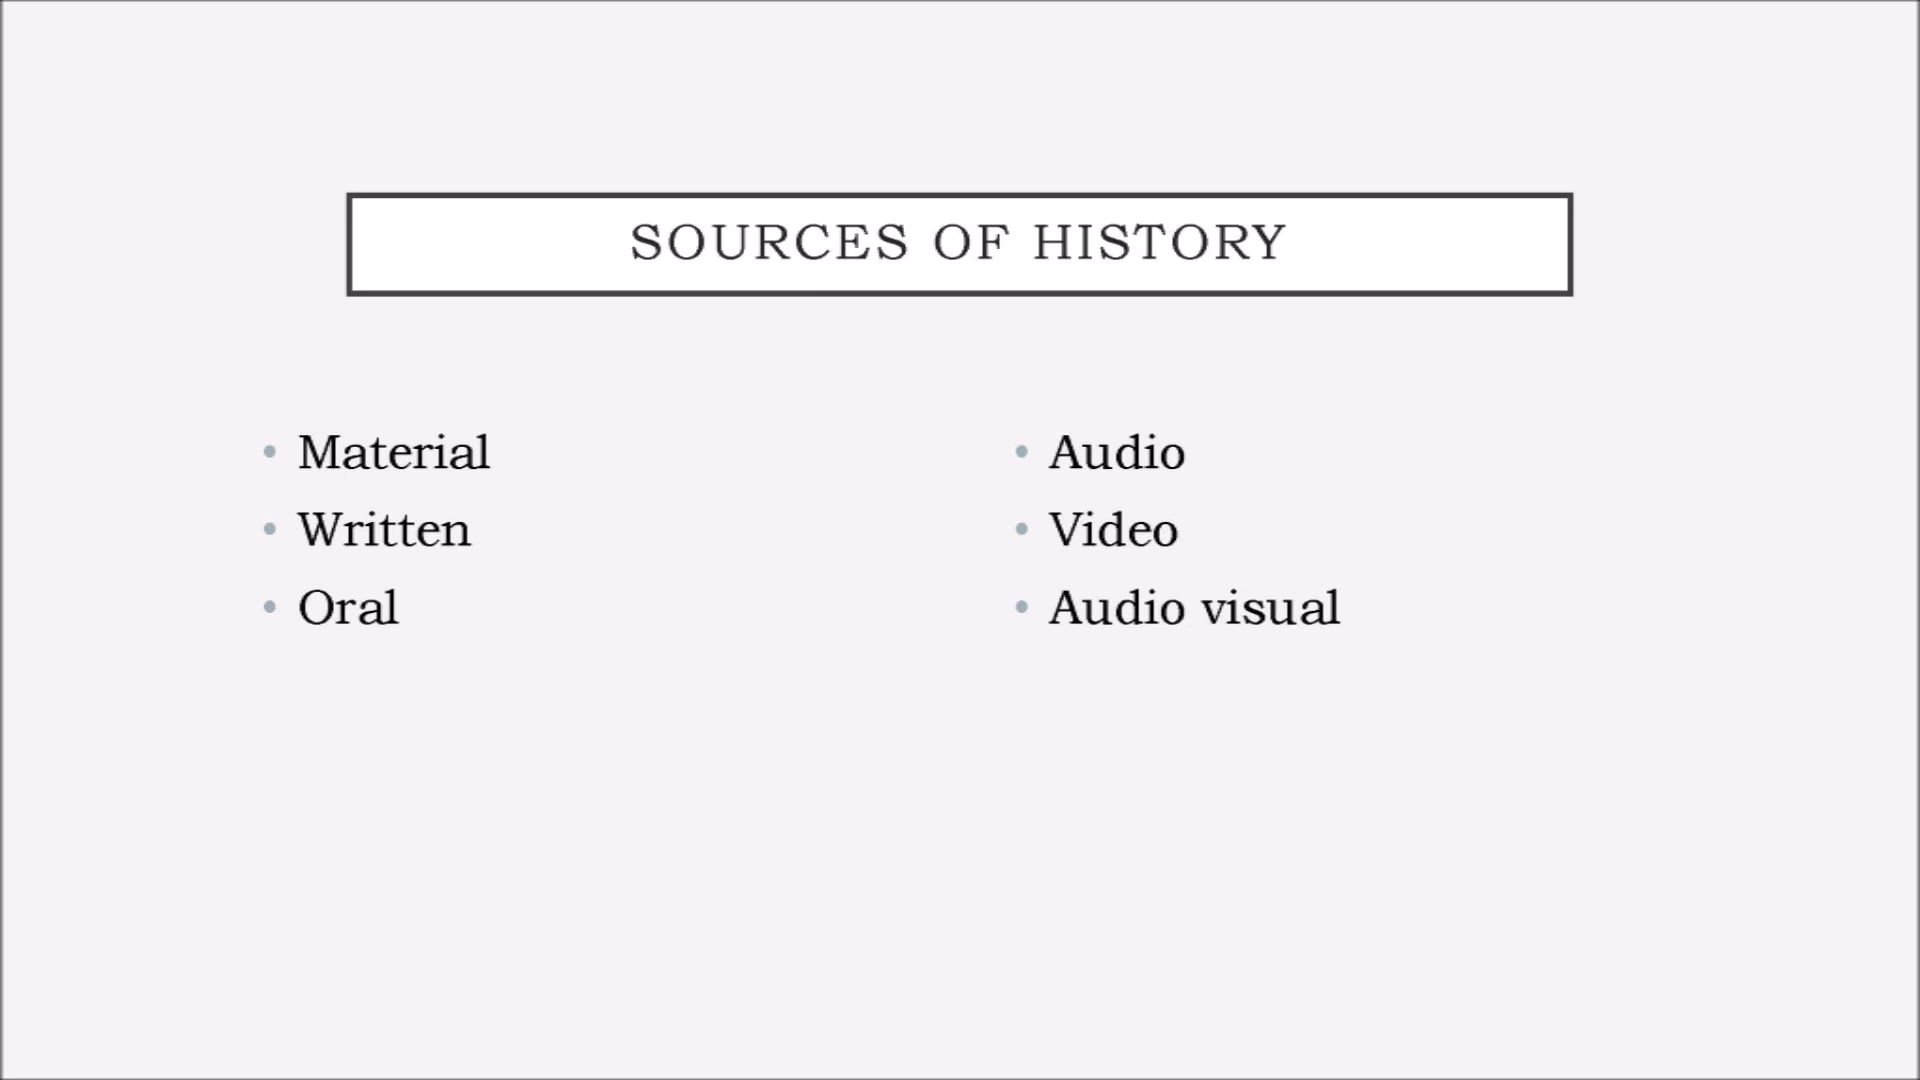 SOURCES OF HISTORY
Material
Written
Oral
Audio
Video
Audio visual